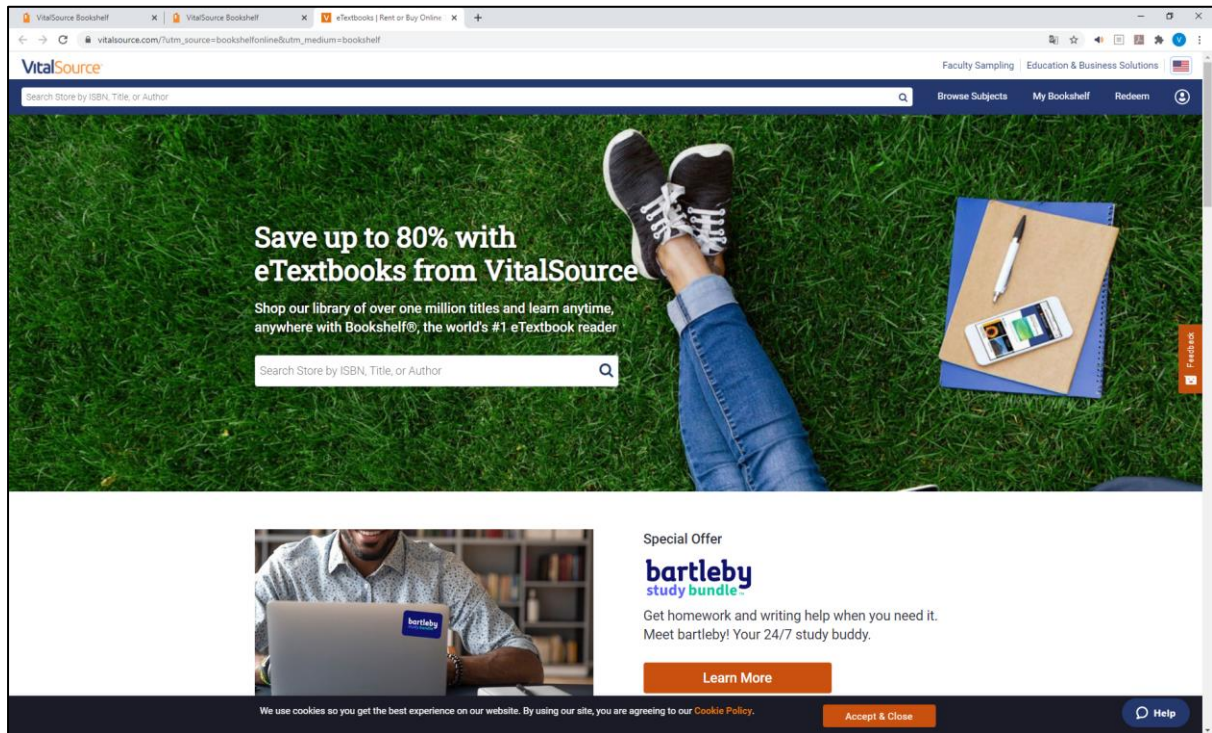 VitalSource Bookshelf
VitalSource Bookshelf
eTextbooks | Rent or Buy Online
vitalsource.com/?utm_source=bookshelfonline&utm_medium=bookshelf
VitalSource
Faculty Sampling
Education & Business Solutions
Search Store by ISBN, Title, or Author
Browse Subjects
My Bookshelf
Redeem
Save up to 80% with
eTextbooks from VitalSource
Shop our library of over one million titles and learn anytime,
anywhere with Bookshelf®, the world's #1 eTextbook reader
Search Store by ISBN, Title, or Author
Feedback
Special Offer
bartleby
study bundle
Get homework and writing help when you need it.
Meet bartleby! Your 24/7 study buddy.
bartleby
Learn More
We use cookies so you get the best experience on our website. By using our site, you are agreeing to our Cookie Policy.
Accept & Close
Help